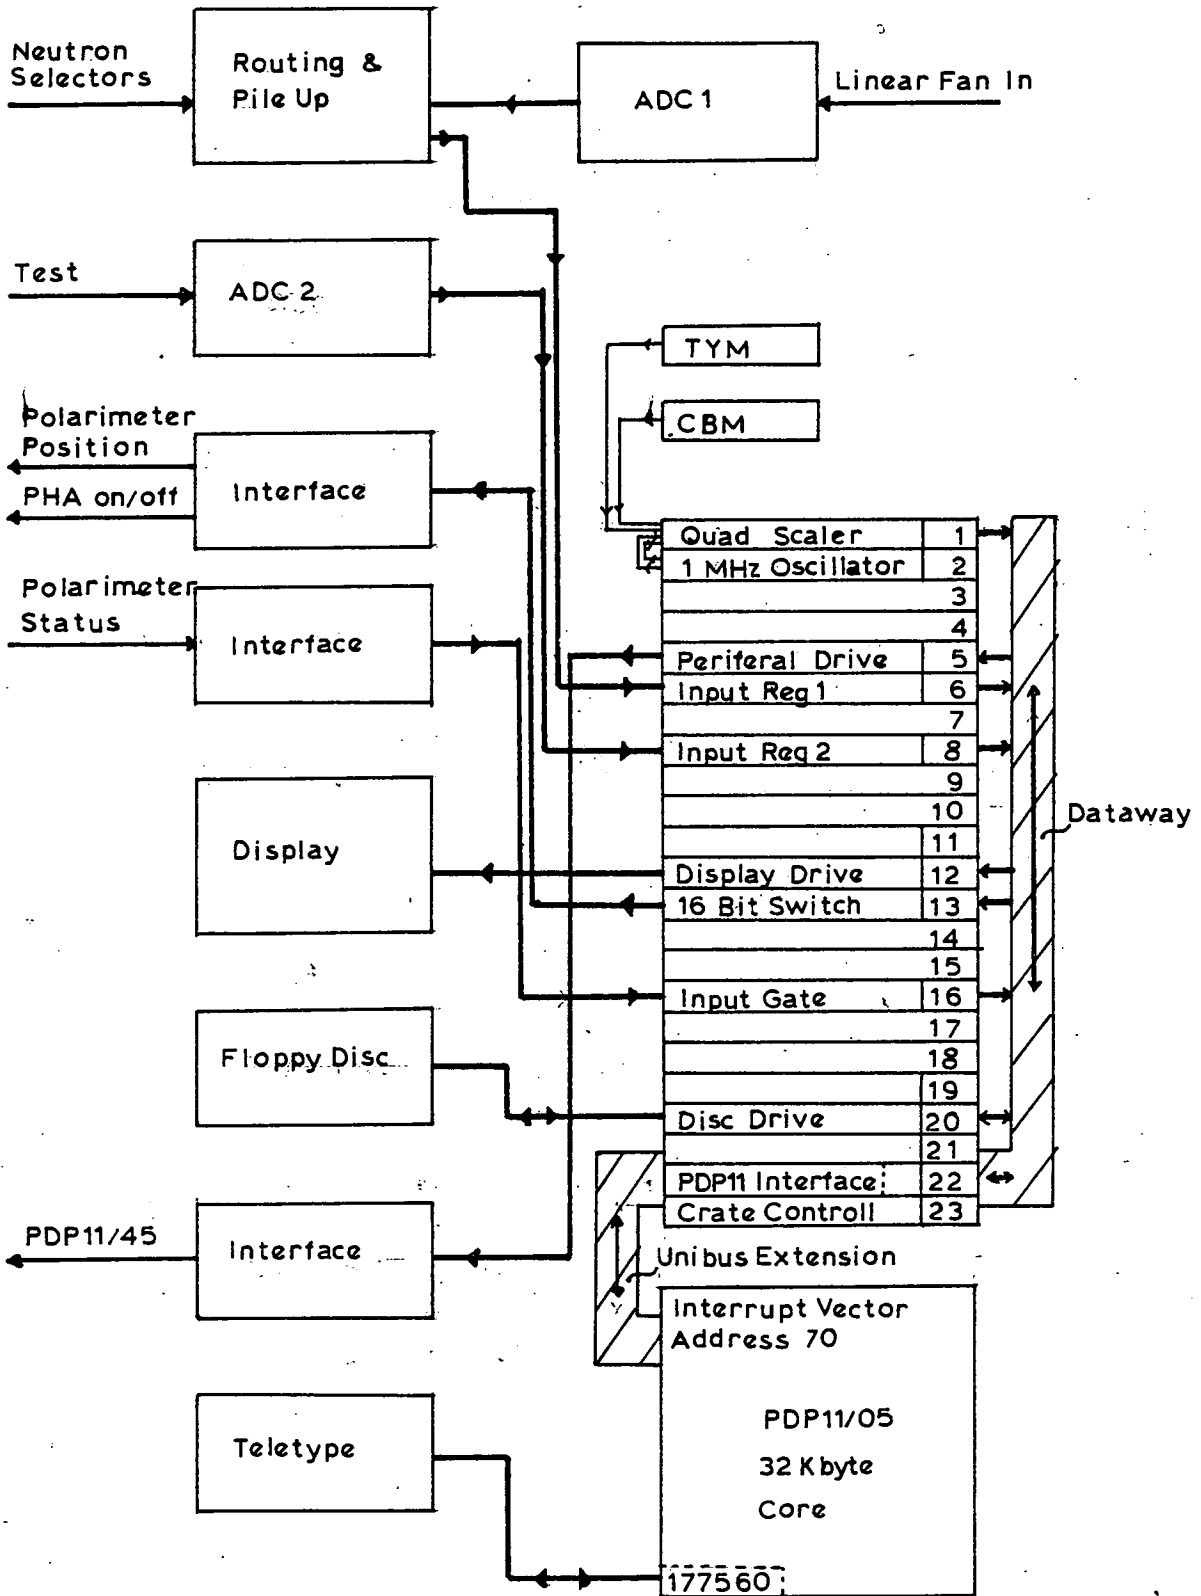 Neutron
Selectors
Routing &
Pile Up
ADC 1
Linear Fan In
Test
ADC 2
TYM
CBM
Polarimeter
Position
PHA on/off
Interface
Polarimeter
Status
Interface
Quad Scaler 1
1 MHz Oscillator 2
3
4
Periferal Drive 5
Input Reg 1 6
7
Input Reg 2 8
9
10
11
Display Drive 12
16 Bit Switch 13
14
15
Input Gate 16
17
18
19
Disc Drive 20
21
PDP11 Interface 22
Crate Controll 23
Dataway
Display
Floppy Disc
PDP11/45
Interface
Unibus Extension
Interrupt Vector
Address 70
PDP11/05
32 Kbyte
Core
Teletype
177560